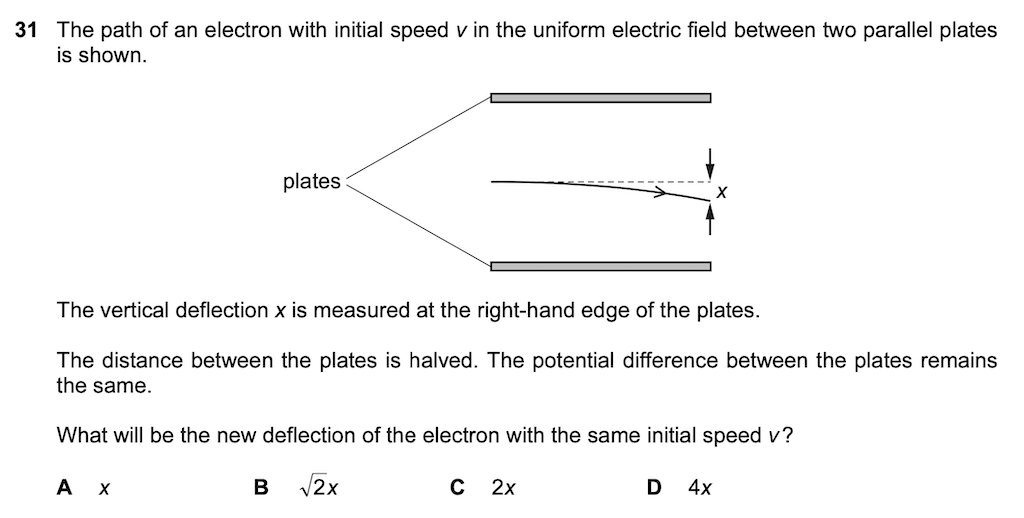 31 The path of an electron with initial speed v in the uniform electric field between two parallel plates
is shown.
plates
x
The vertical deflection x is measured at the right-hand edge of the plates.
The distance between the plates is halved. The potential difference between the plates remains
the same.
What will be the new deflection of the electron with the same initial speed v?
A x B √2x C 2x D 4x